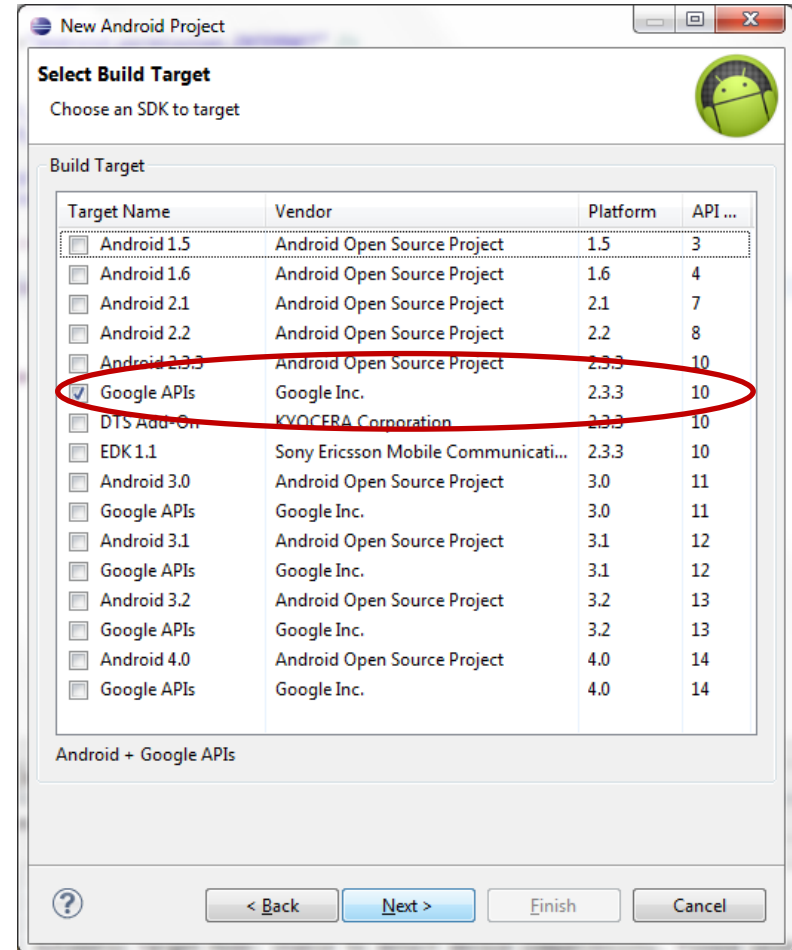 New Android Project
Select Build Target
Choose an SDK to target
Build Target
Target Name Vendor Platform API ...
Android 1.5 Android Open Source Project 1.5 3
Android 1.6 Android Open Source Project 1.6 4
Android 2.1 Android Open Source Project 2.1 7
Android 2.2 Android Open Source Project 2.2 8
Android 2.3.3 Android Open Source Project 2.3.3 10
Google APIs Google Inc. 2.3.3 10
DTS Add-On KYOCERA Corporation 2.3.3 10
EDK 1.1 Sony Ericsson Mobile Communicati... 2.3.3 10
Android 3.0 Android Open Source Project 3.0 11
Google APIs Google Inc. 3.0 11
Android 3.1 Android Open Source Project 3.1 12
Google APIs Google Inc. 3.1 12
Android 3.2 Android Open Source Project 3.2 13
Google APIs Google Inc. 3.2 13
Android 4.0 Android Open Source Project 4.0 14
Google APIs Google Inc. 4.0 14
Android + Google APIs
? < Back Next > Finish Cancel